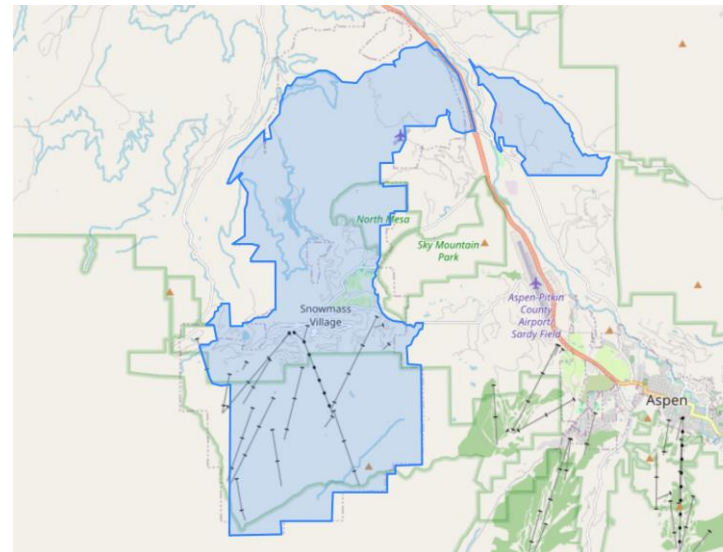 North Mesa
Sky Mountain
Park
Aspen-Pitkin
County
Airport/
Sardy Field
Snowmass
Village
Aspen